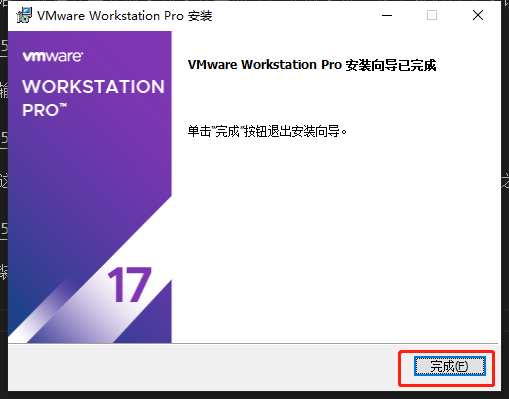 VMware Workstation Pro 安装
vmware®
WORKSTATION
PRO™
17
VMware Workstation Pro 安装向导已完成
单击"完成"按钮退出安装向导。
完成(F)